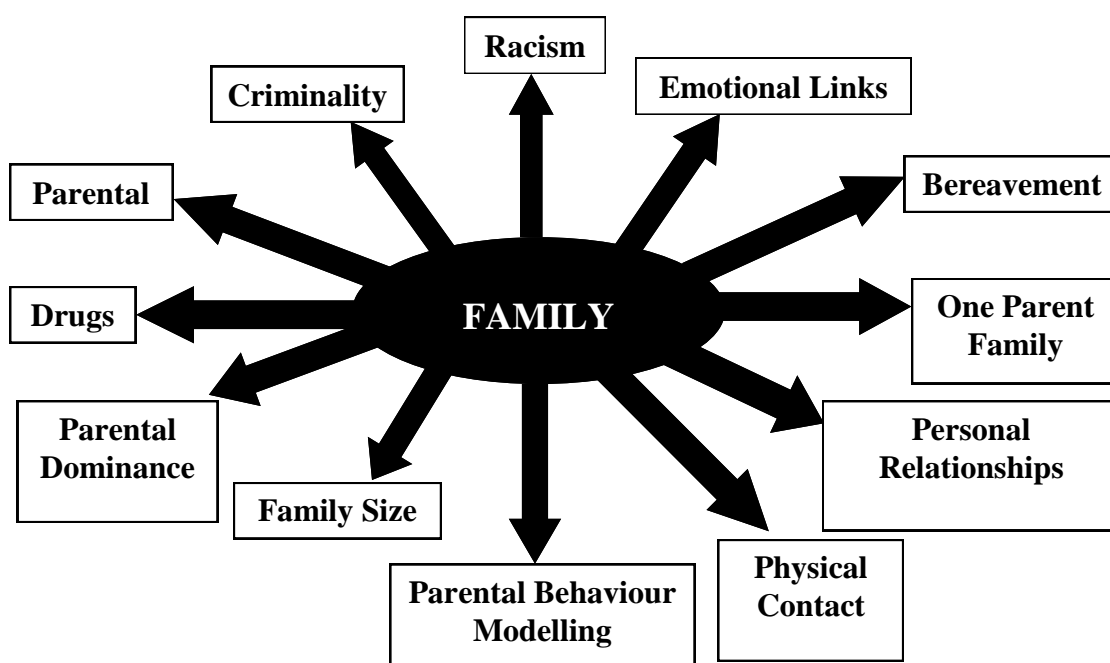 Racism
Emotional Links
Criminality
Bereavement
Parental
Drugs
FAMILY
One Parent
Family
Parental
Dominance
Personal
Relationships
Family Size
Physical
Contact
Parental Behaviour
Modelling